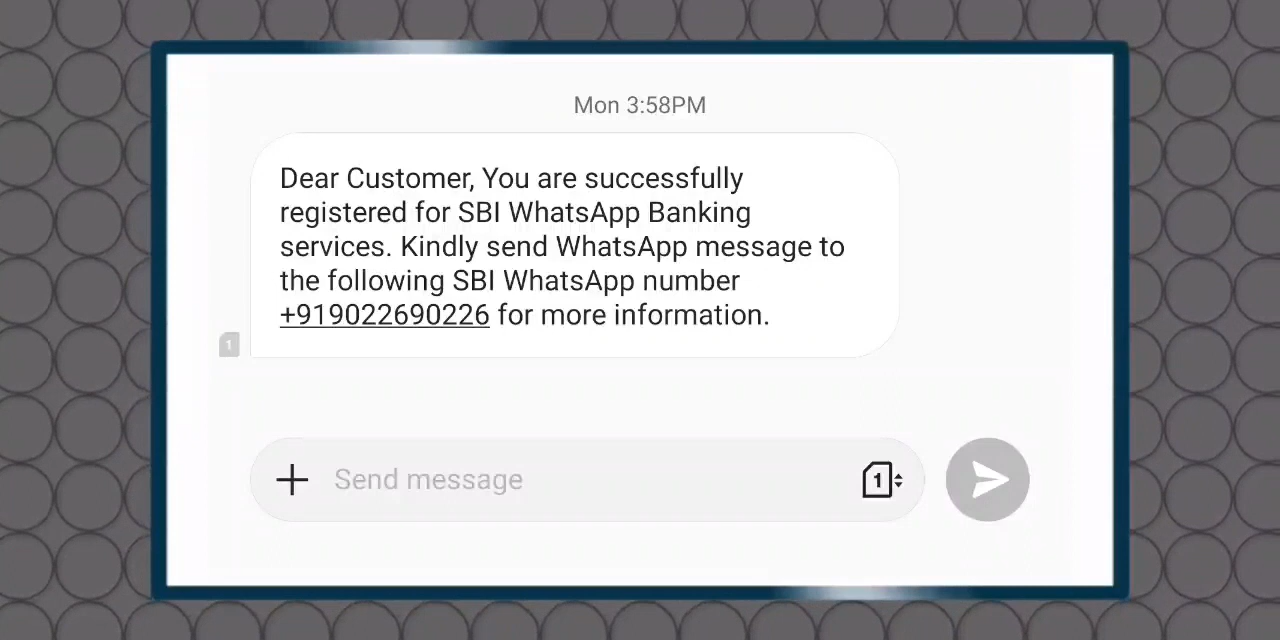 Mon 3:58PM
Dear Customer, You are successfully
registered for SBI WhatsApp Banking
services. Kindly send WhatsApp message to
the following SBI WhatsApp number
+919022690226 for more information.
1
Send message
1